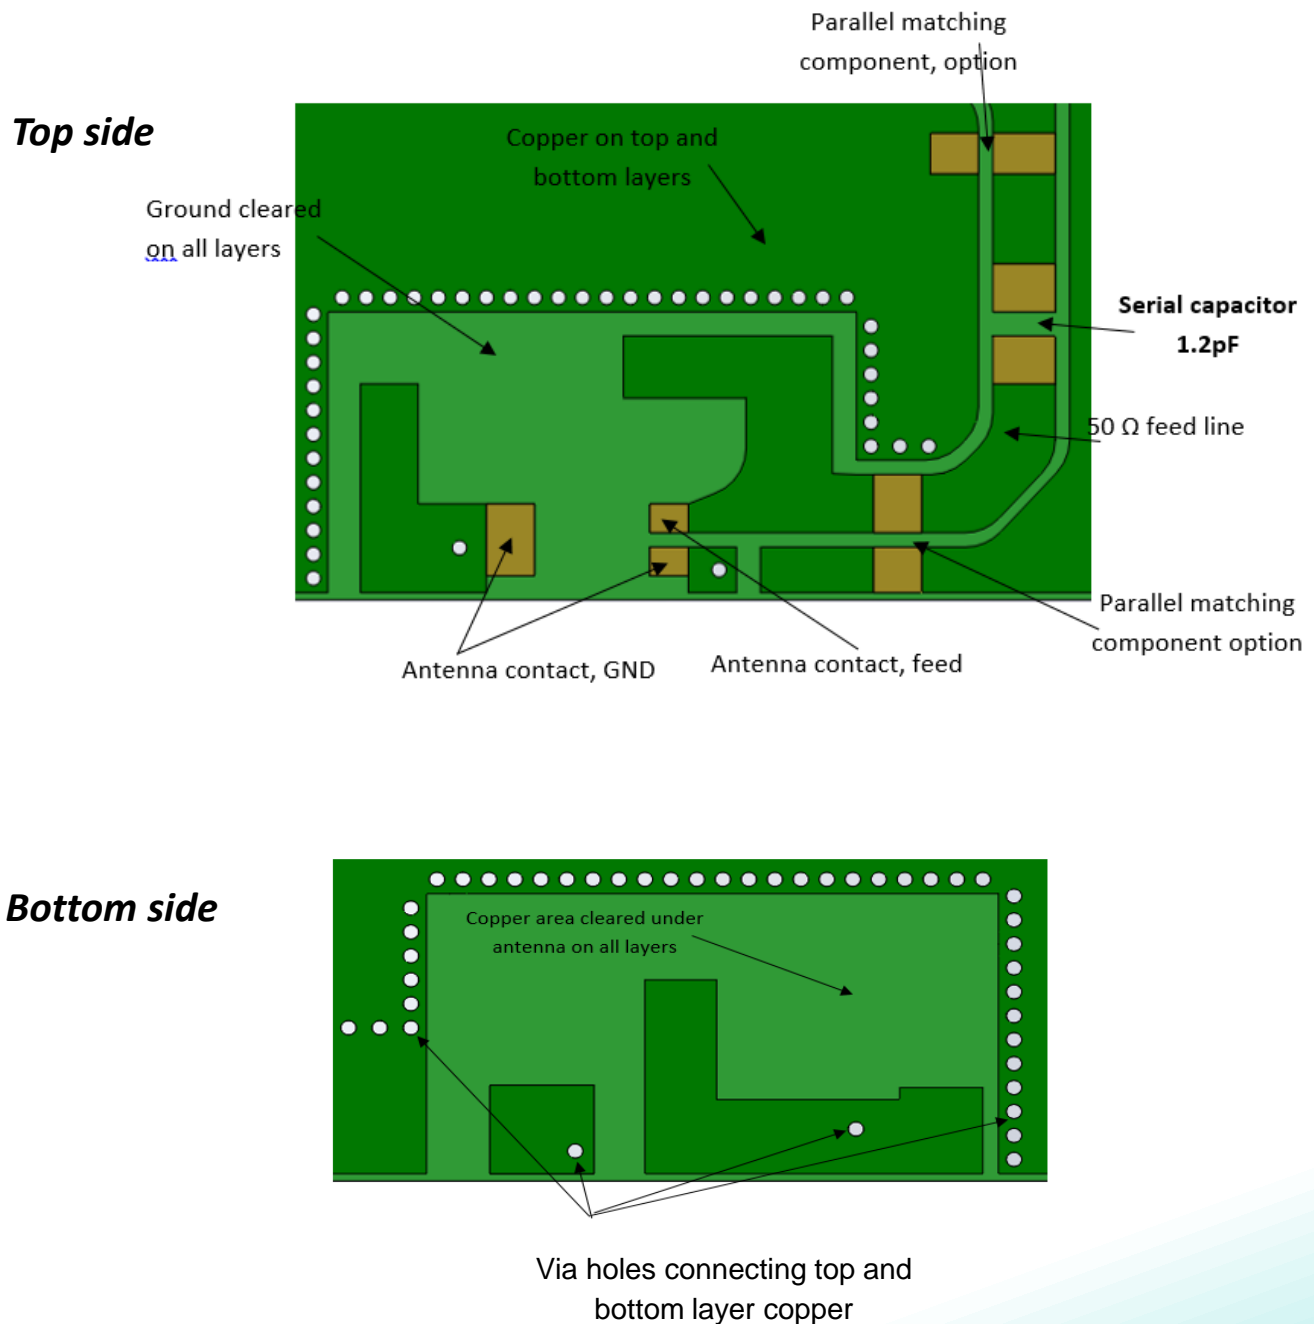 Parallel matching
component, option
Top side
Copper on top and
bottom layers
Ground cleared
on all layers
Serial capacitor
1.2pF
50 Ω feed line
Parallel matching
component option
Antenna contact, GND
Antenna contact, feed
Bottom side
Copper area cleared under
antenna on all layers
Via holes connecting top and
bottom layer copper